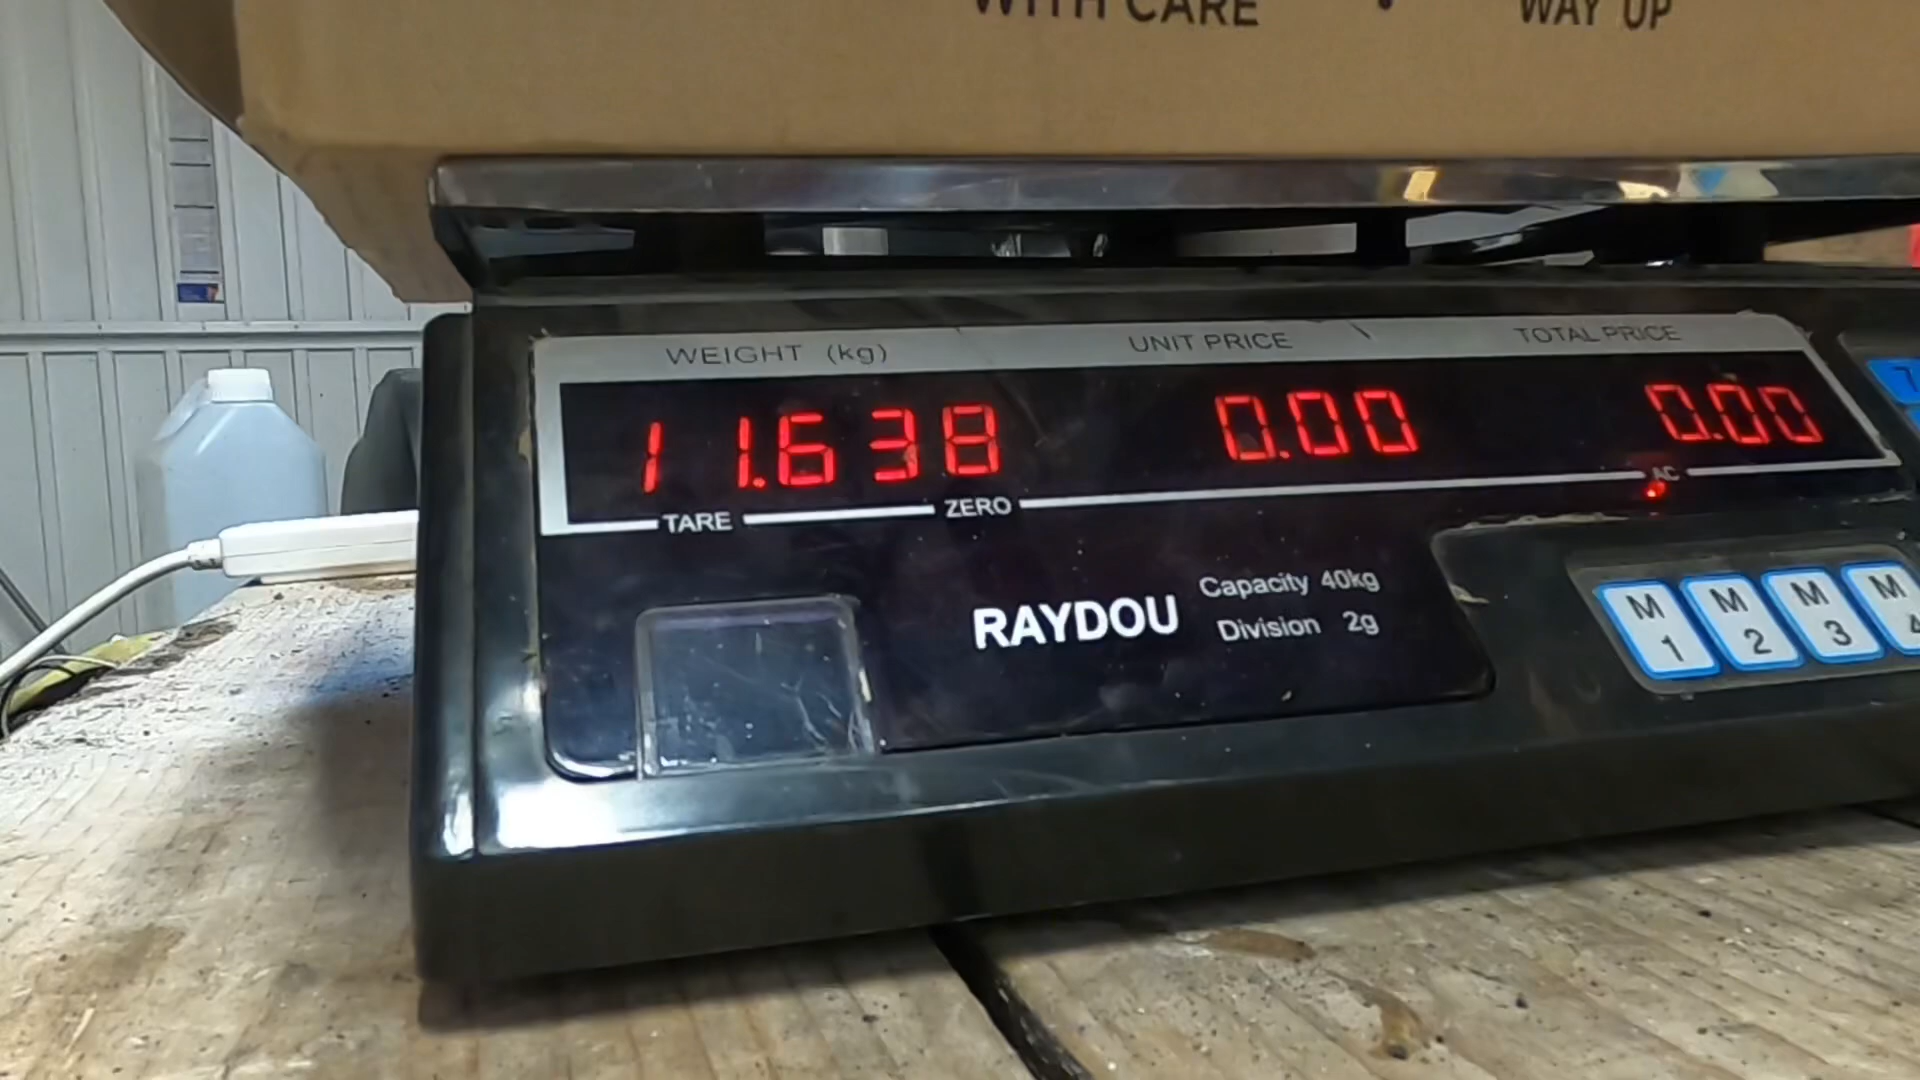 WITH CARE
WAY UP
WEIGHT (kg) UNIT PRICE TOTAL PRICE
11.638 0.00 0.00
TARE ZERO AC
RAYDOU
Capacity 40kg
Division 2g
M 1
M 2
M 3
M 4
7